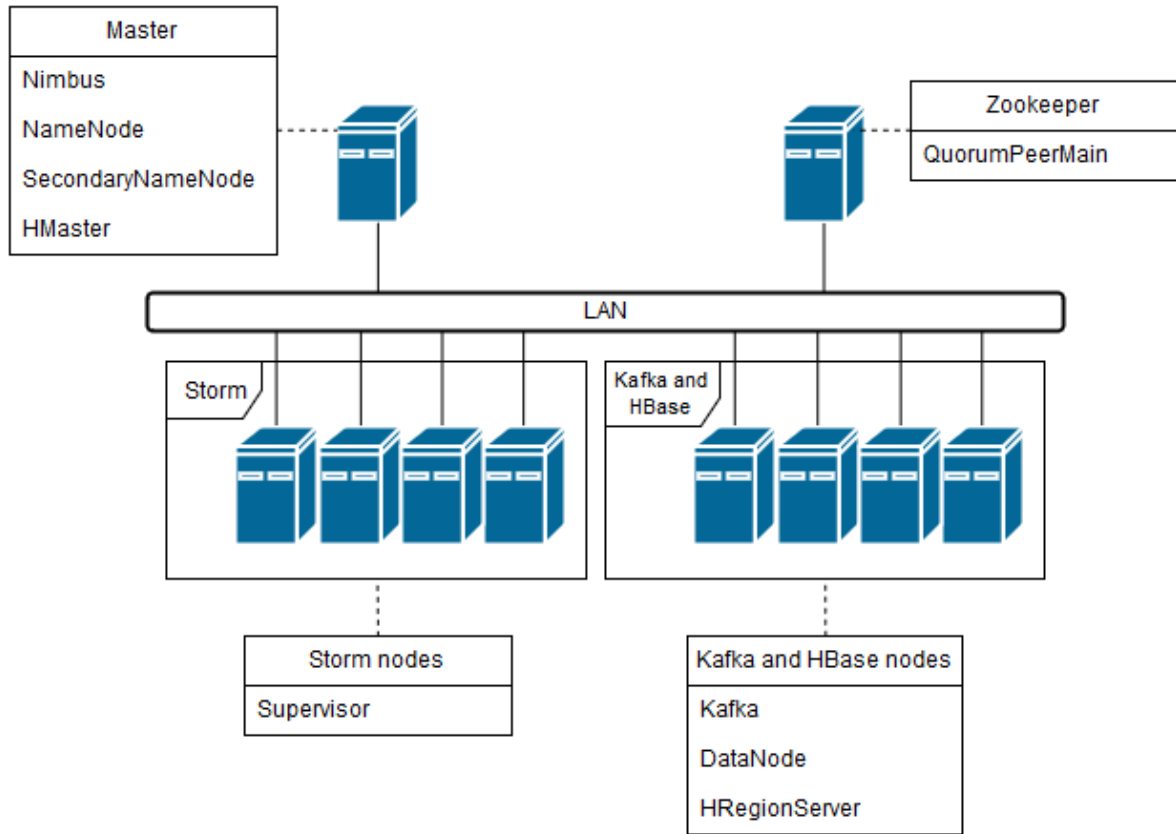 Master
Nimbus
NameNode
SecondaryNameNode
HMaster
Zookeeper
QuorumPeerMain
LAN
Storm
Kafka and
HBase
Storm nodes
Supervisor
Kafka and HBase nodes
Kafka
DataNode
HRegionServer